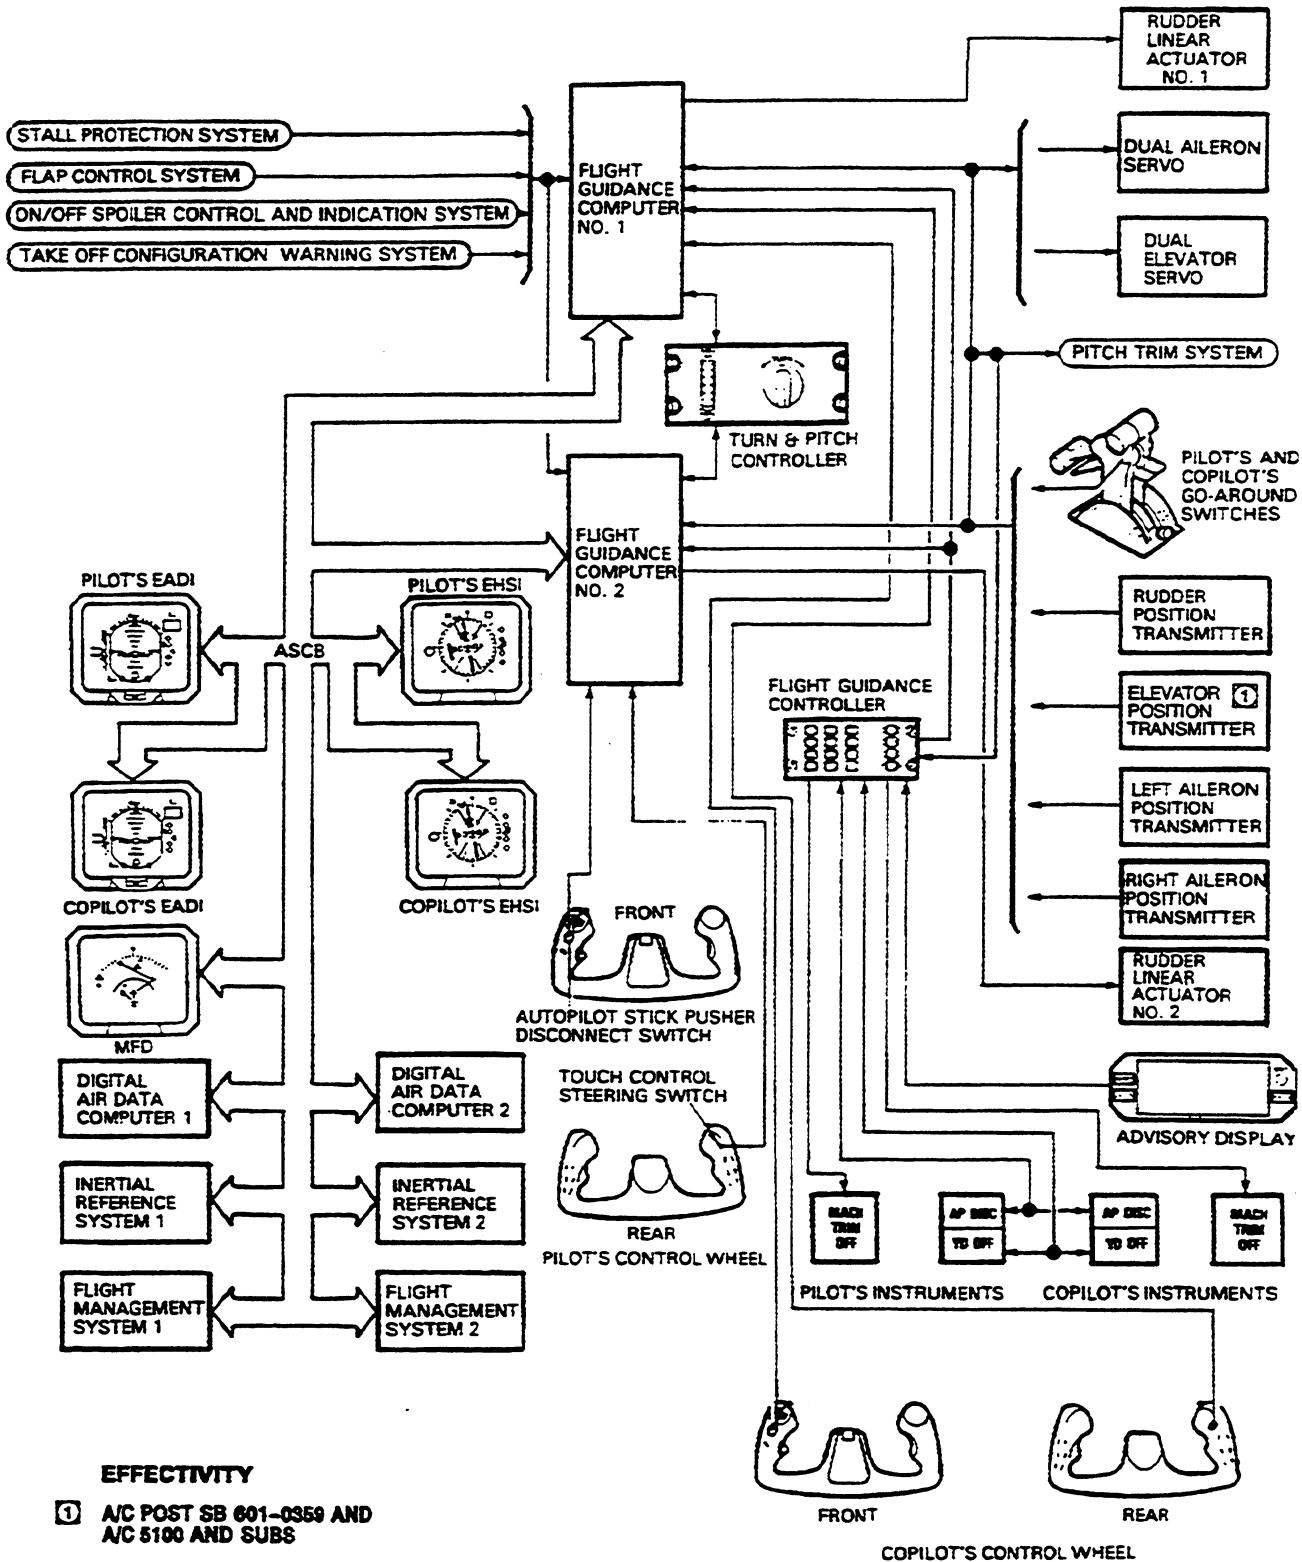 RUDDER
LINEAR
ACTUATOR
NO. 1
STALL PROTECTION SYSTEM
FLAP CONTROL SYSTEM
ON/OFF SPOILER CONTROL AND INDICATION SYSTEM
TAKE OFF CONFIGURATION WARNING SYSTEM
FLIGHT
GUIDANCE
COMPUTER
NO. 1
DUAL AILERON
SERVO
DUAL
ELEVATOR
SERVO
PITCH TRIM SYSTEM
TURN & PITCH
CONTROLLER
PILOT'S AND
COPILOT'S
GO-AROUND
SWITCHES
FLIGHT
GUIDANCE
COMPUTER
NO. 2
PILOT'S EADI
PILOT'S EHSI
ASCB
RUDDER
POSITION
TRANSMITTER
FLIGHT GUIDANCE
CONTROLLER
ELEVATOR 1
POSITION
TRANSMITTER
LEFT AILERON
POSITION
TRANSMITTER
RIGHT AILERON
POSITION
TRANSMITTER
COPILOT'S EADI
COPILOT'S EHSI
FRONT
RUDDER
LINEAR
ACTUATOR
NO. 2
AUTOPILOT STICK PUSHER
DISCONNECT SWITCH
MFD
DIGITAL
AIR DATA
COMPUTER 1
DIGITAL
AIR DATA
COMPUTER 2
TOUCH CONTROL
STEERING SWITCH
ADVISORY DISPLAY
INERTIAL
REFERENCE
SYSTEM 1
INERTIAL
REFERENCE
SYSTEM 2
REAR
PILOT'S CONTROL WHEEL
MACH
TRIM
OFF
AP DISC
YD OFF
AP DISC
YD OFF
MACH
TRIM
OFF
PILOT'S INSTRUMENTS
COPILOT'S INSTRUMENTS
FLIGHT
MANAGEMENT
SYSTEM 1
FLIGHT
MANAGEMENT
SYSTEM 2
EFFECTIVITY
1 A/C POST SB 601-0359 AND
A/C 5100 AND SUBS
FRONT
REAR
COPILOT'S CONTROL WHEEL